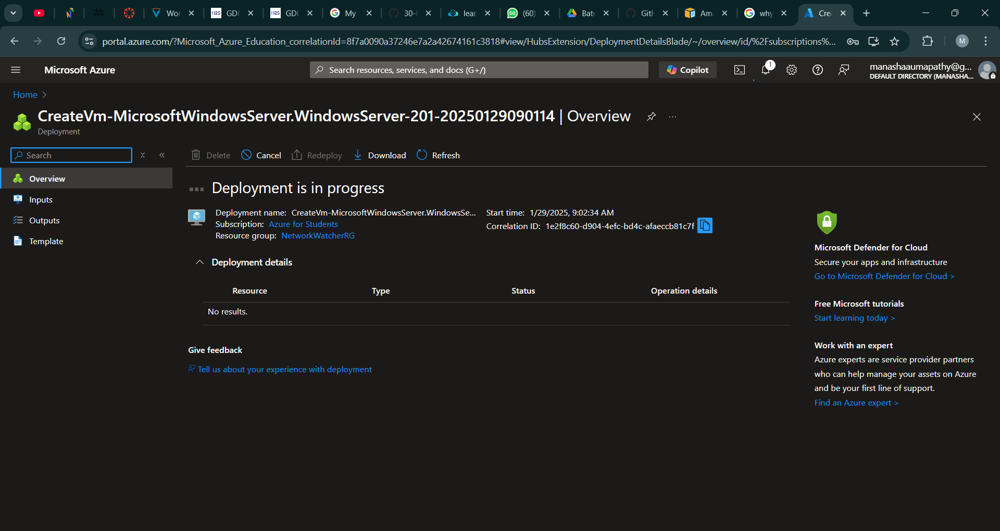 Wor
GD
GD
My
30-
lear
60
(60)
Bat
Git
Am
why
Cre
portal.azure.com/?Microsoft_Azure_Education_correlationId=8f7a0090a37246e7a2a42674161c3818#view/HubsExtension/DeploymentDetailsBlade/~/overview/id/%2Fsubscriptions%...
M
Microsoft Azure
Search resources, services, and docs (G+/)
Copilot
1
manashaaumapathy@g...
DEFAULT DIRECTORY (MANASHA...
Home >
CreateVm-MicrosoftWindowsServer.WindowsServer-201-20250129090114 | Overview
...
Deployment
Search
Delete
Cancel
Redeploy
Download
Refresh
Overview
Inputs
Outputs
Template
Deployment is in progress
Deployment name: CreateVm-MicrosoftWindowsServer.WindowsSe...
Subscription: Azure for Students
Resource group: NetworkWatcherRG
Start time: 1/29/2025, 9:02:34 AM
Correlation ID: 1e2f8c60-d904-4efc-bd4c-afaeccb81c7f
Deployment details
Resource Type Status Operation details
No results.
Give feedback
Tell us about your experience with deployment
Microsoft Defender for Cloud
Secure your apps and infrastructure
Go to Microsoft Defender for Cloud >
Free Microsoft tutorials
Start learning today >
Work with an expert
Azure experts are service provider partners
who can help manage your assets on Azure
and be your first line of support.
Find an Azure expert >